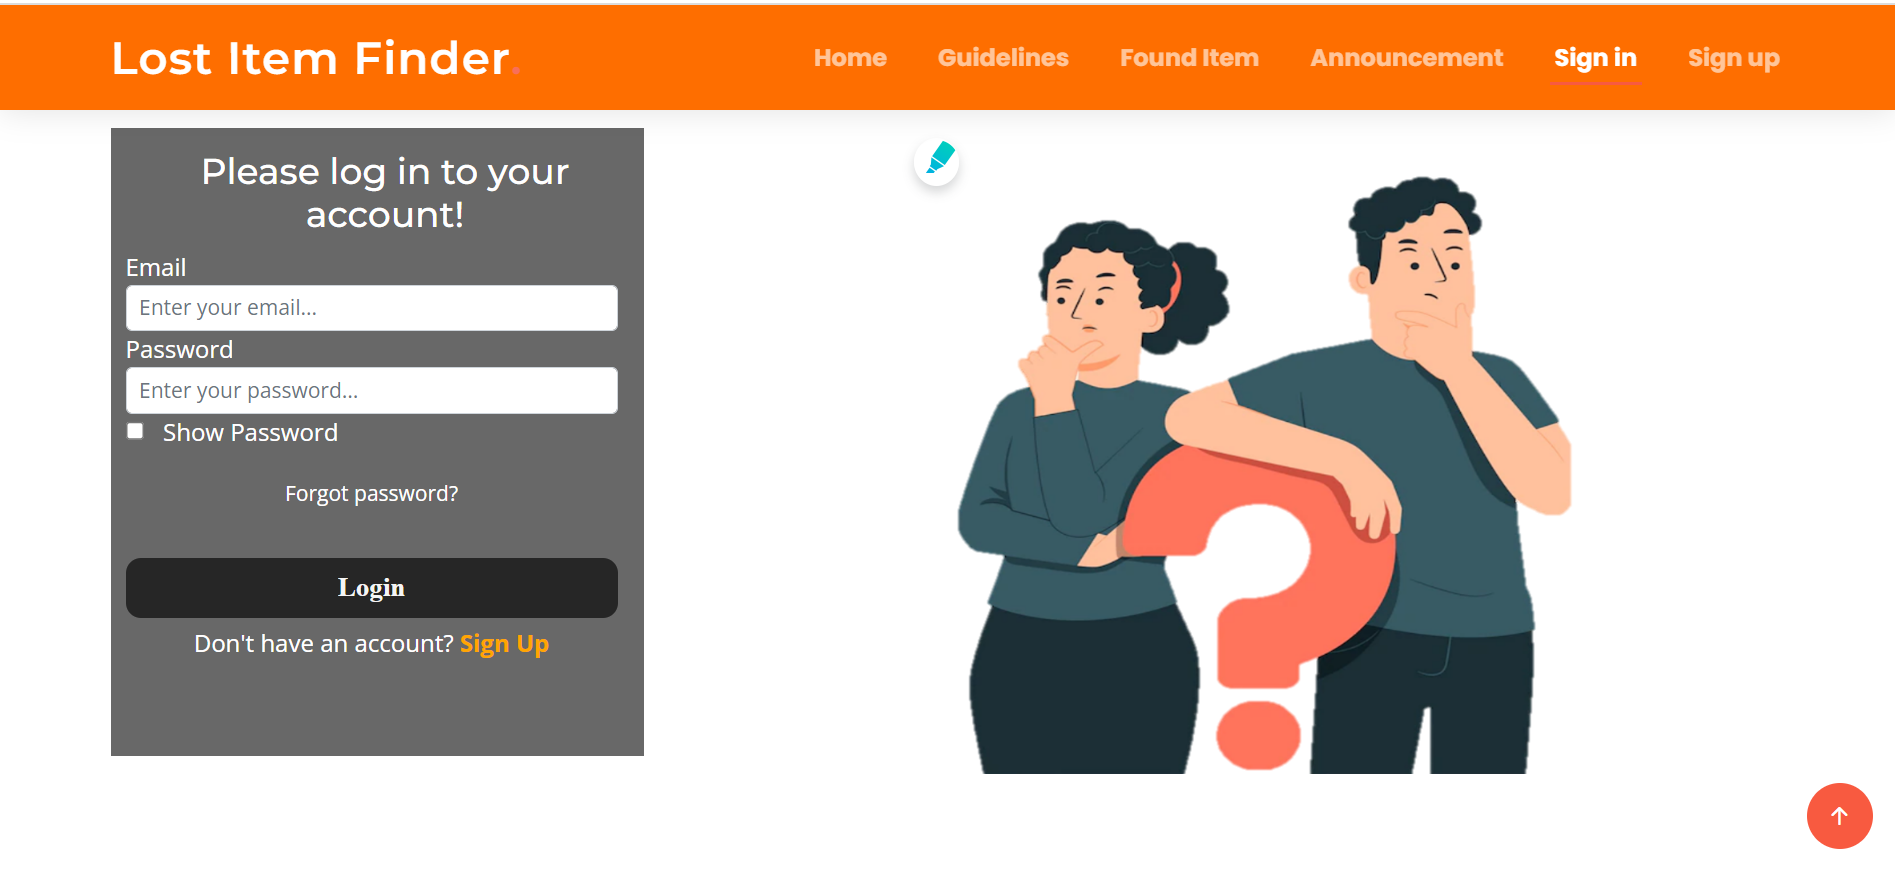 Lost Item Finder.
Home Guidelines Found Item Announcement Sign in Sign up
Please log in to your
account!
Email
Enter your email...
Password
Enter your password...
Show Password
Forgot password?
Login
Don't have an account? Sign Up